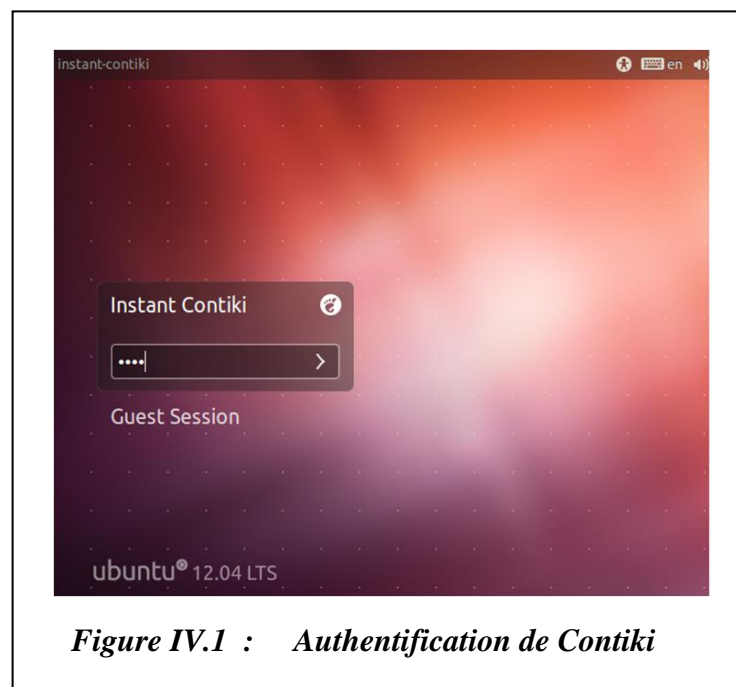 instant-contiki en
Instant Contiki
••••
Guest Session
ubuntu® 12.04 LTS
Figure IV.1 : Authentification de Contiki